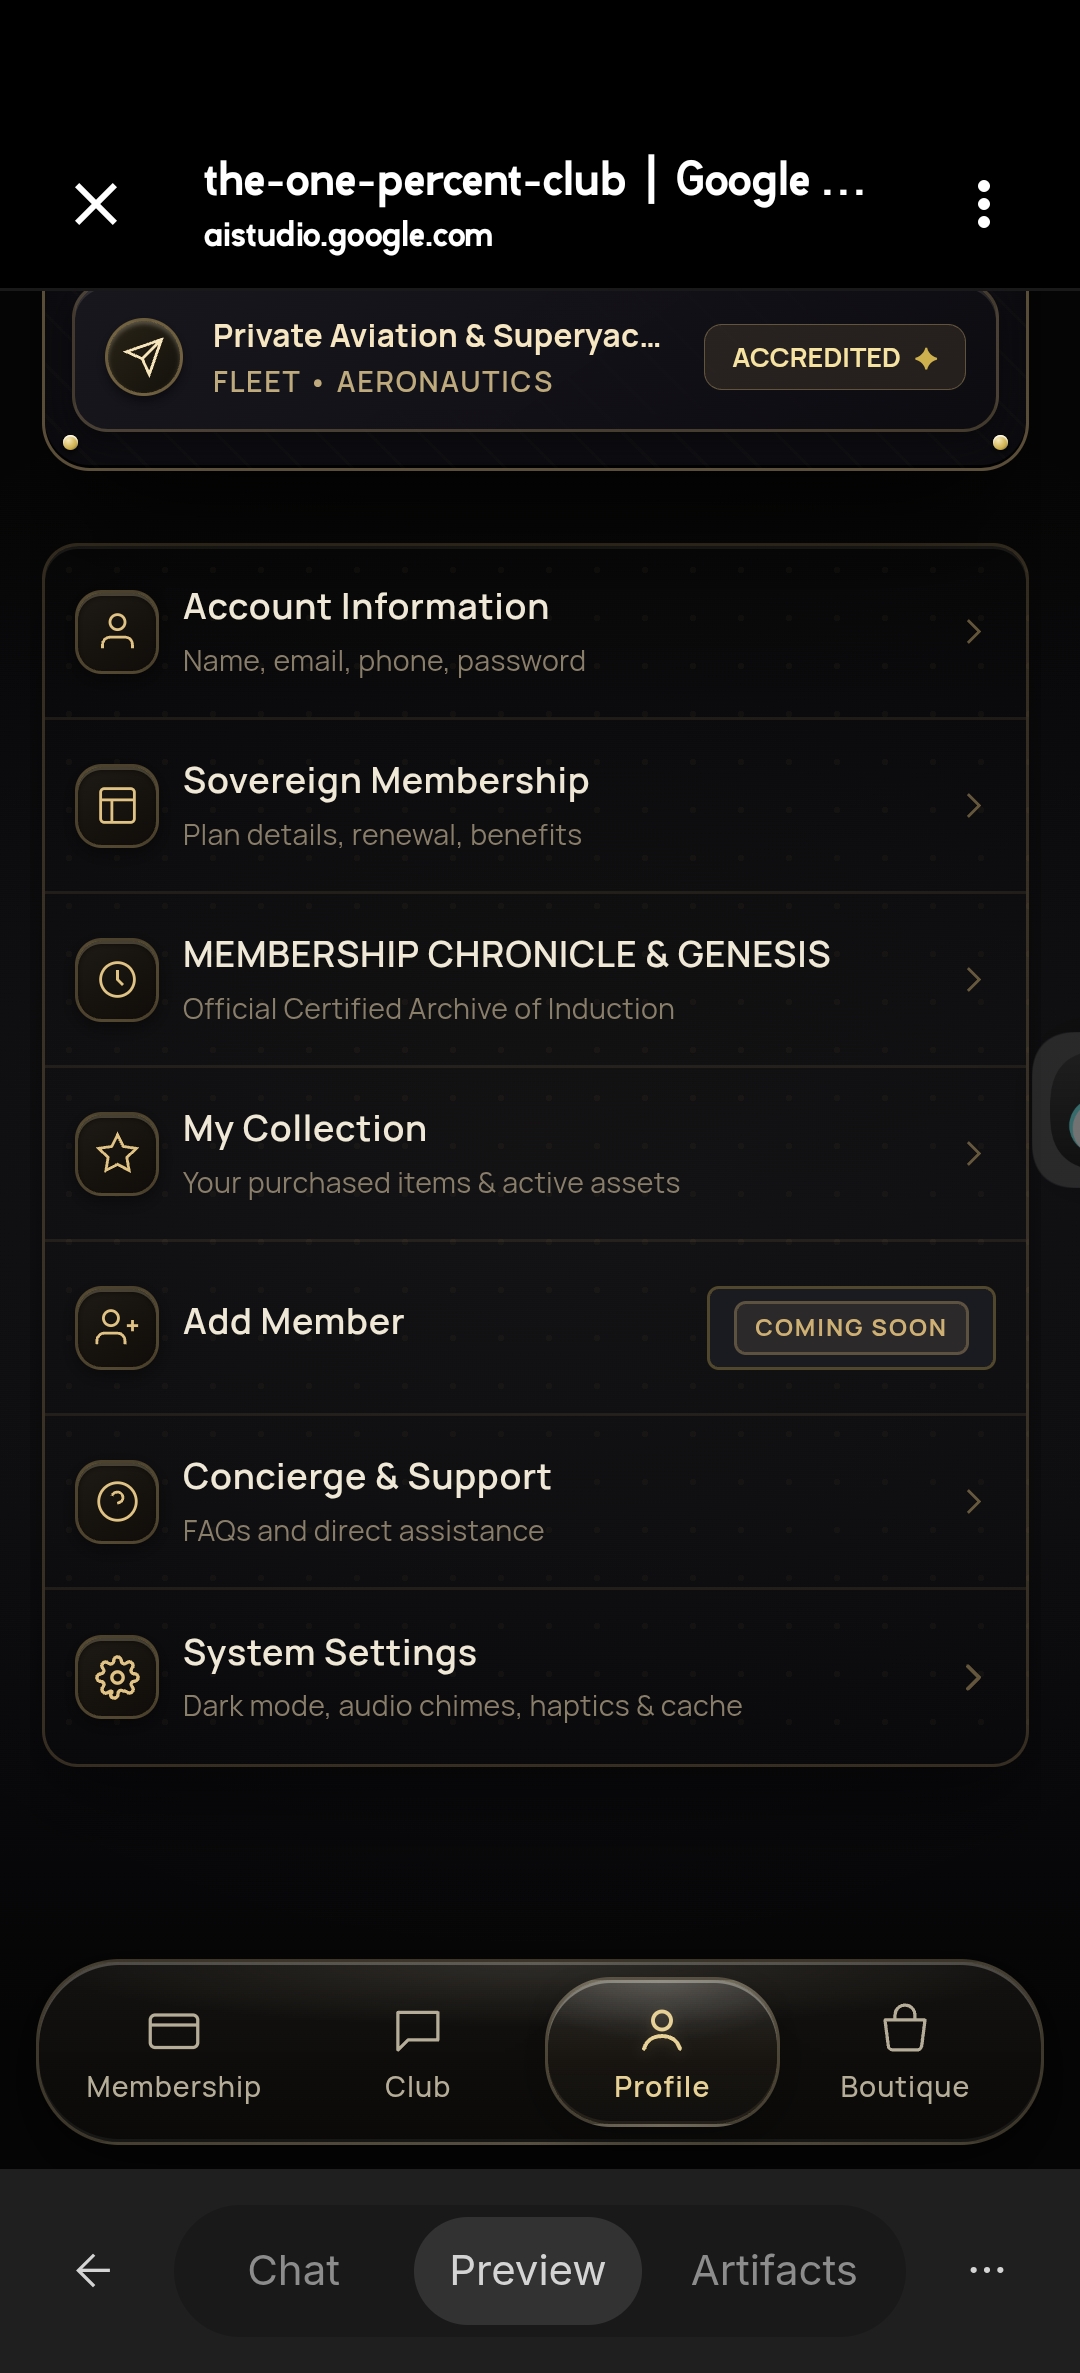 the-one-percent-club | Google ...
aistudio.google.com
Private Aviation & Superyac...
ACCREDITED
FLEET • AERONAUTICS
Account Information
Name, email, phone, password
Sovereign Membership
Plan details, renewal, benefits
MEMBERSHIP CHRONICLE & GENESIS
Official Certified Archive of Induction
My Collection
Your purchased items & active assets
Add Member
COMING SOON
Concierge & Support
FAQs and direct assistance
System Settings
Dark mode, audio chimes, haptics & cache
Membership
Club
Profile
Boutique
Chat
Preview
Artifacts